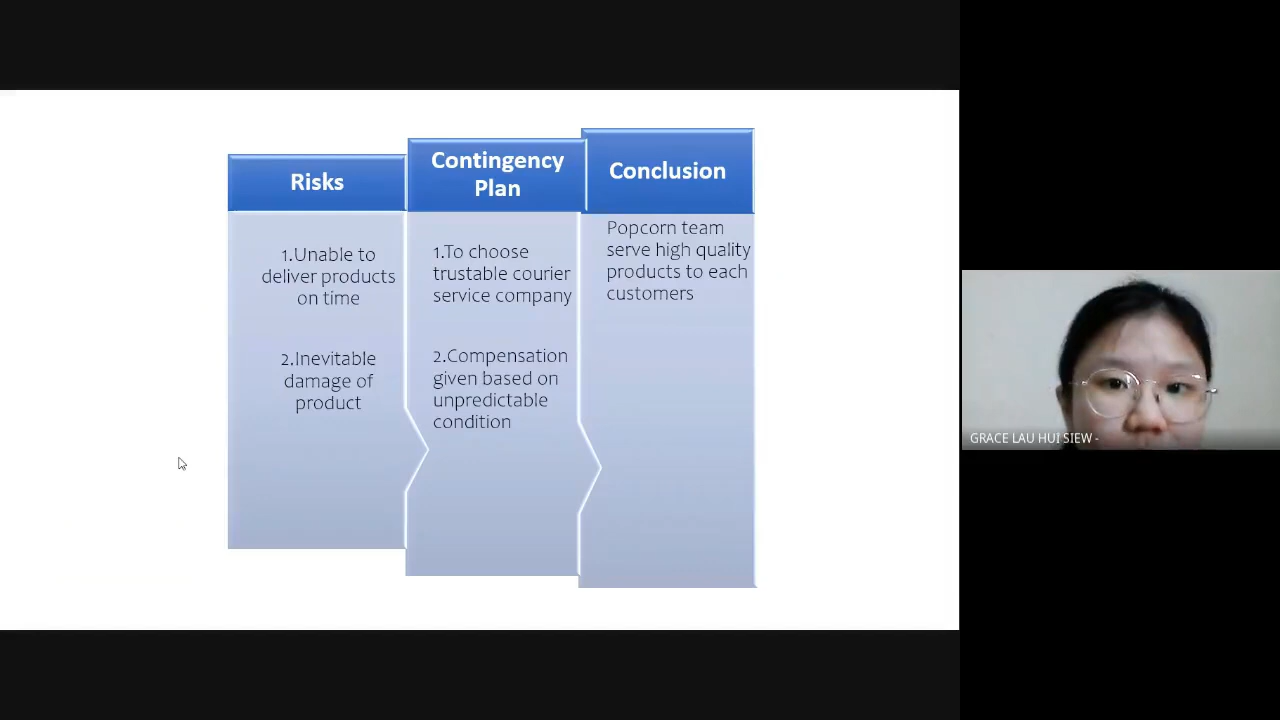 Risks
1.Unable to
deliver products
on time
2.Inevitable
damage of
product
Contingency
Plan
1.To choose
trustable courier
service company
2.Compensation
given based on
unpredictable
condition
Conclusion
Popcorn team
serve high quality
products to each
customers
GRACE LAU HUI SIEW -